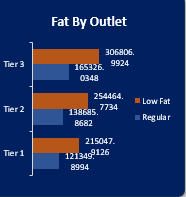 Fat By Outlet
Tier 3
306806.
9924
165326.
0348
Tier 2
254464.
7734
138685.
8682
Tier 1
215047.
9126
121349.
8994
Low Fat
Regular